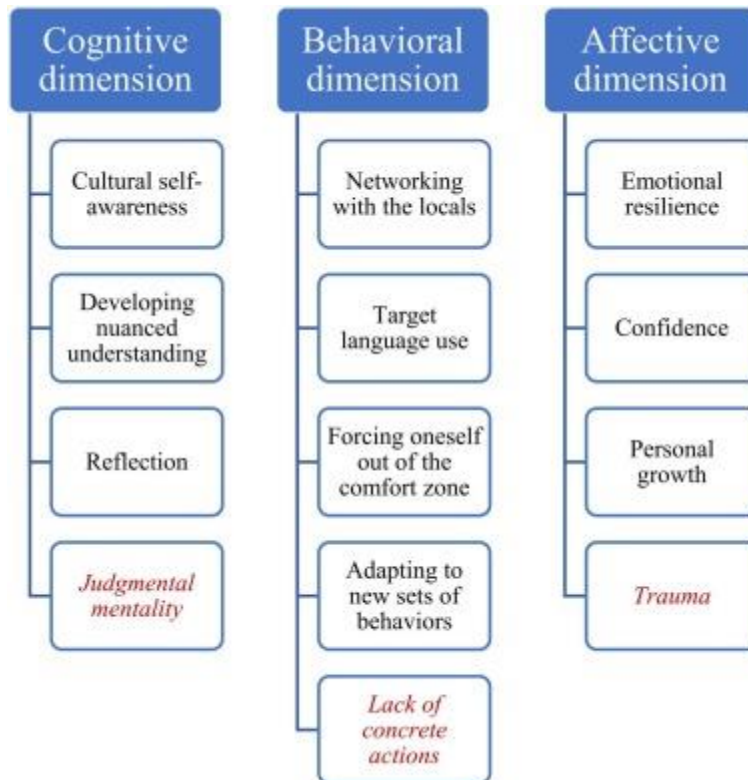 Cognitive
dimension
Cultural self-
awareness
Developing
nuanced
understanding
Reflection
Judgmental
mentality
Behavioral
dimension
Networking
with the locals
Target
language use
Forcing oneself
out of the
comfort zone
Adapting to
new sets of
behaviors
Lack of
concrete
actions
Affective
dimension
Emotional
resilience
Confidence
Personal
growth
Trauma